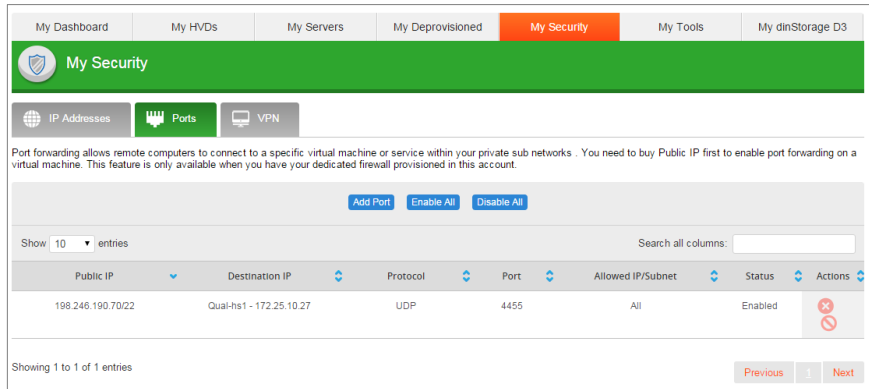 My Dashboard My HVDs My Servers My Deprovisioned My Security My Tools My dinStorage D3
My Security
IP Addresses Ports VPN
Port forwarding allows remote computers to connect to a specific virtual machine or service within your private sub networks . You need to buy Public IP first to enable port forwarding on a
virtual machine. This feature is only available when you have your dedicated firewall provisioned in this account.
Add Port Enable All Disable All
Show 10 entries Search all columns:
Public IP Destination IP Protocol Port Allowed IP/Subnet Status Actions
198.246.190.70/22 Qual-hs1 - 172.25.10.27 UDP 4455 All Enabled
Showing 1 to 1 of 1 entries
Previous 1 Next